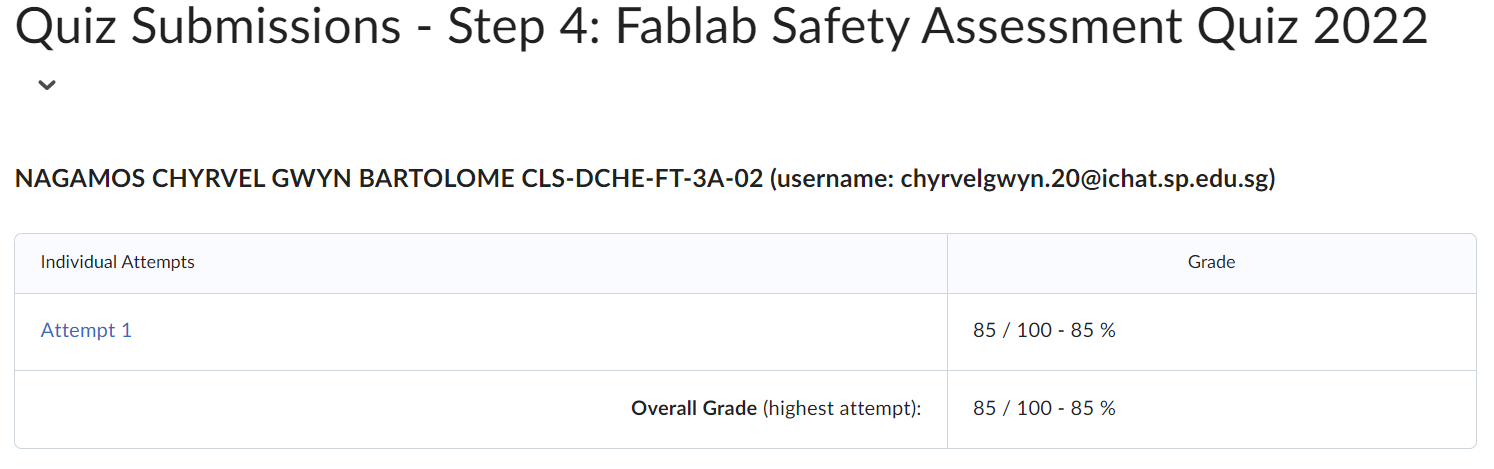 Quiz Submissions - Step 4: Fablab Safety Assessment Quiz 2022
NAGAMOS CHYRVEL GWYN BARTOLOME CLS-DCHE-FT-3A-02 (username: chyrvelgwyn.20@ichat.sp.edu.sg)
Individual Attempts Grade
Attempt 1 85 / 100 - 85 %
Overall Grade (highest attempt): 85 / 100 - 85 %